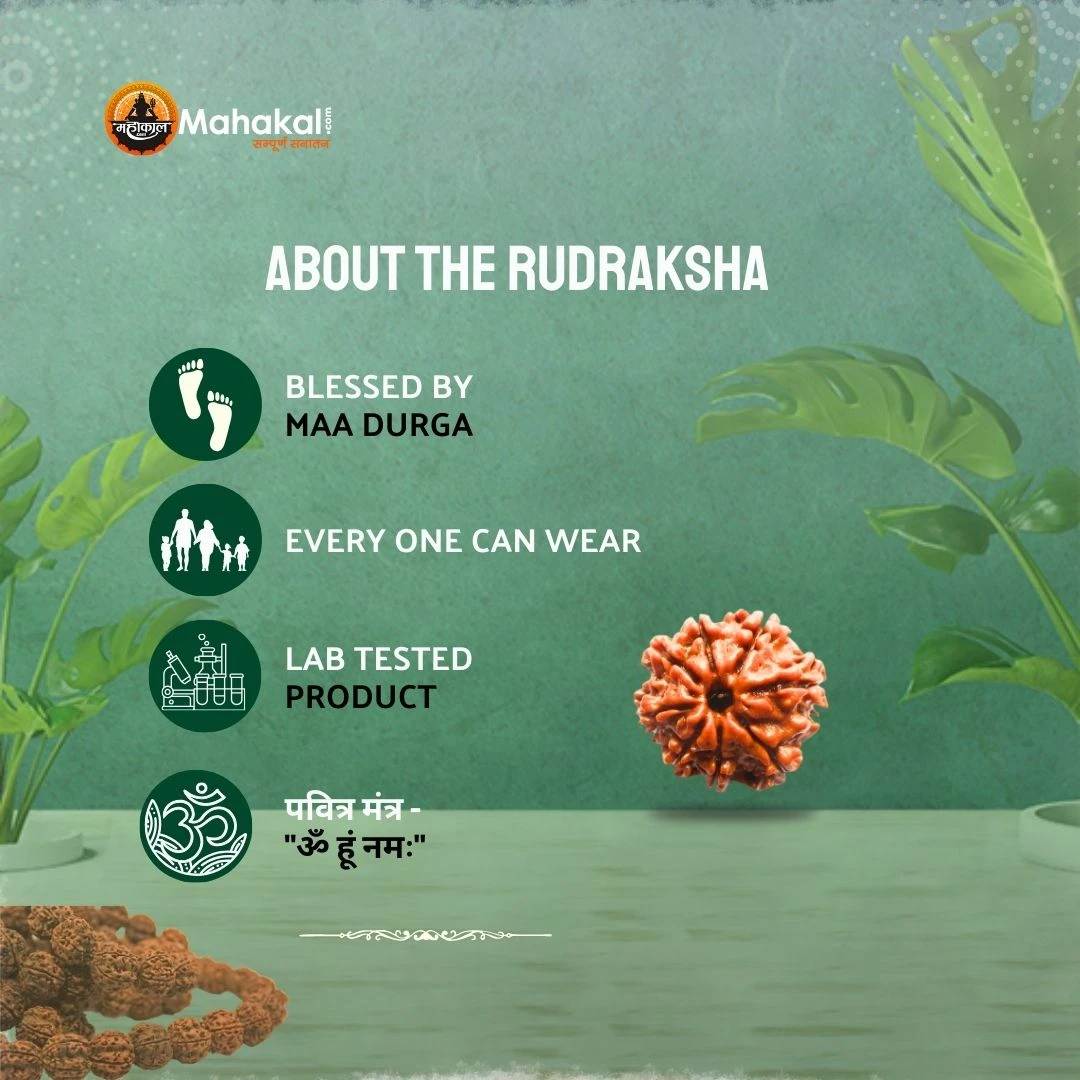 महाकाल
.com
Mahakal.com
सम्पूर्ण सनातन
ABOUT THE RUDRAKSHA
BLESSED BY
MAA DURGA
EVERY ONE CAN WEAR
LAB TESTED
PRODUCT
पवित्र मंत्र -
"ॐ हूं नमः"